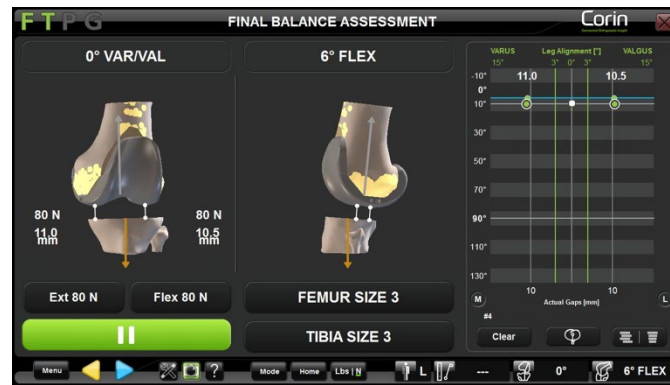 FTPG
FINAL BALANCE ASSESSMENT
Corin
0° VAR/VAL
6° FLEX
VARUS Leg Alignment [°] VALGUS
15° 3° 0° 3° 15°
-10° 11.0 10.5
0°
10°
30°
50°
70°
90°
110°
130°
80 N 80 N
11.0 mm 10.5 mm
10 10
M Actual Gaps [mm] L
#4
Ext 80 N Flex 80 N FEMUR SIZE 3
TIBIA SIZE 3
Clear
Menu ? Mode Home Lbs | N L --- 0° 6° FLEX